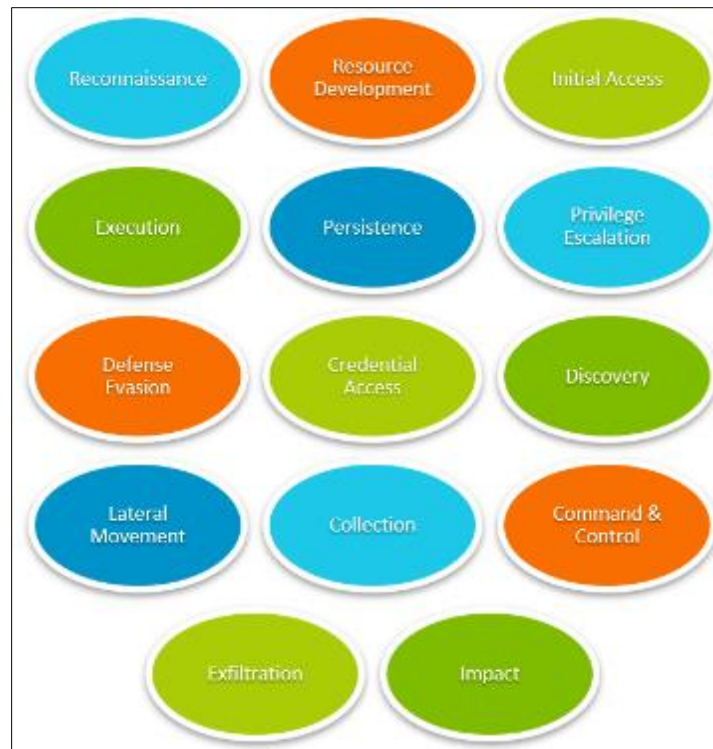 Reconnaissance
Resource
Development
Initial Access
Execution
Persistence
Privilege
Escalation
Defense
Evasion
Credential
Access
Discovery
Lateral
Movement
Collection
Command &
Control
Exfiltration
Impact